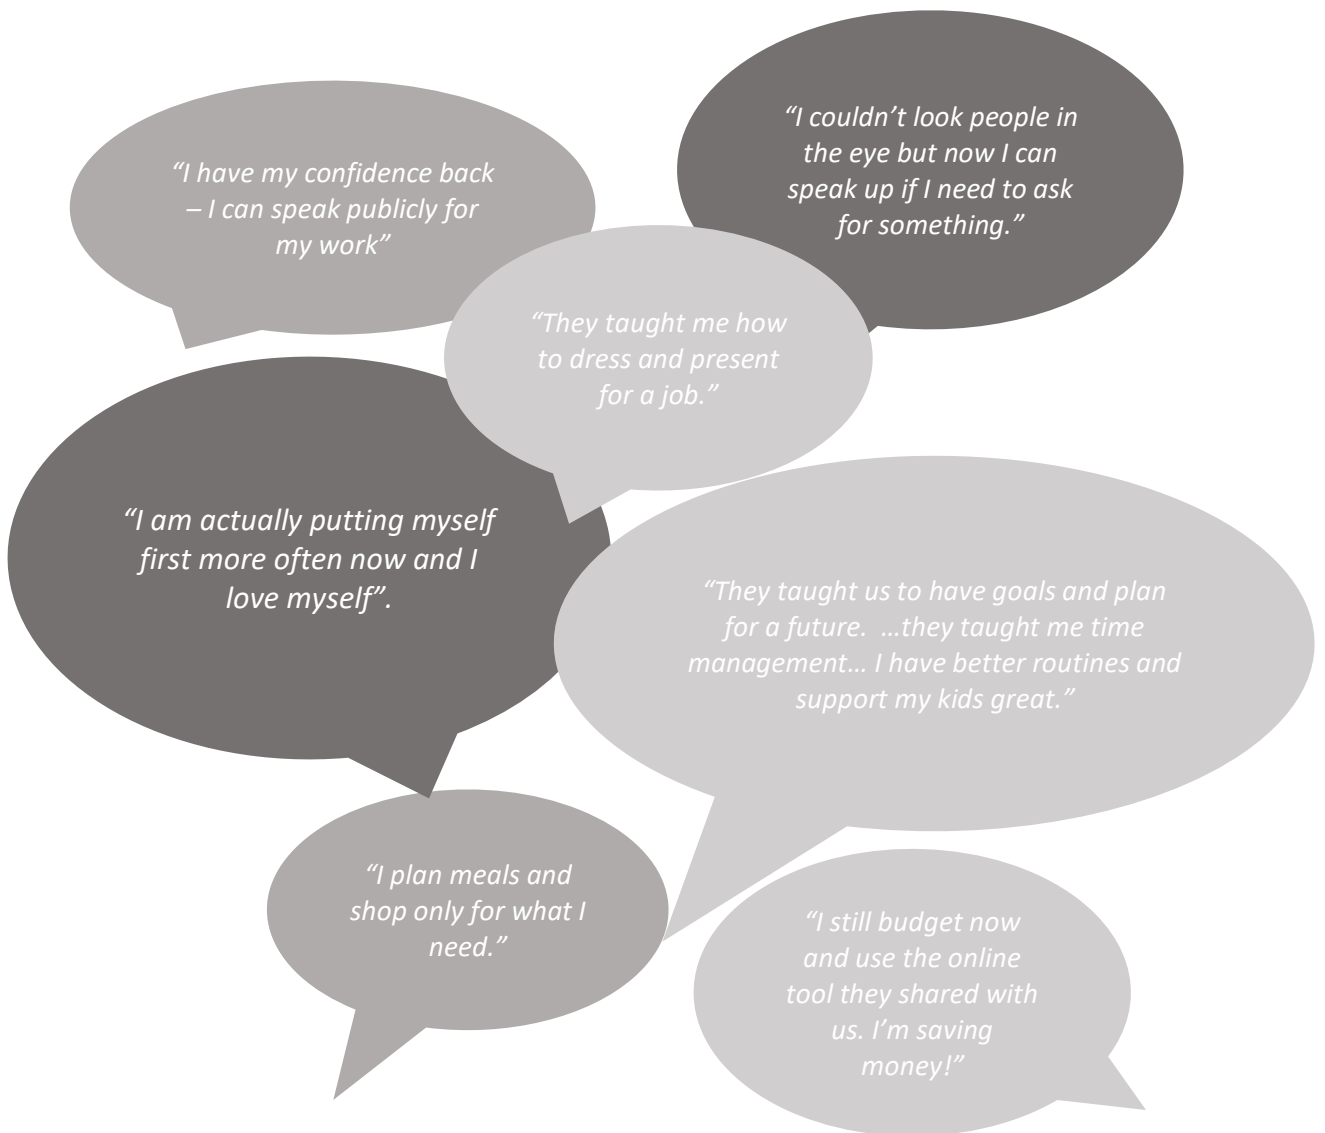 “I have my confidence back
– I can speak publicly for
my work”
“I couldn’t look people in
the eye but now I can
speak up if I need to ask
for something.”
“They taught me how
to dress and present
for a job.”
“I am actually putting myself
first more often now and I
love myself”.
“They taught us to have goals and plan
for a future.  …they taught me time
management… I have better routines and
support my kids great.”
“I plan meals and
shop only for what I
need.”
“I still budget now
and use the online
tool they shared with
us. I’m saving
money!”